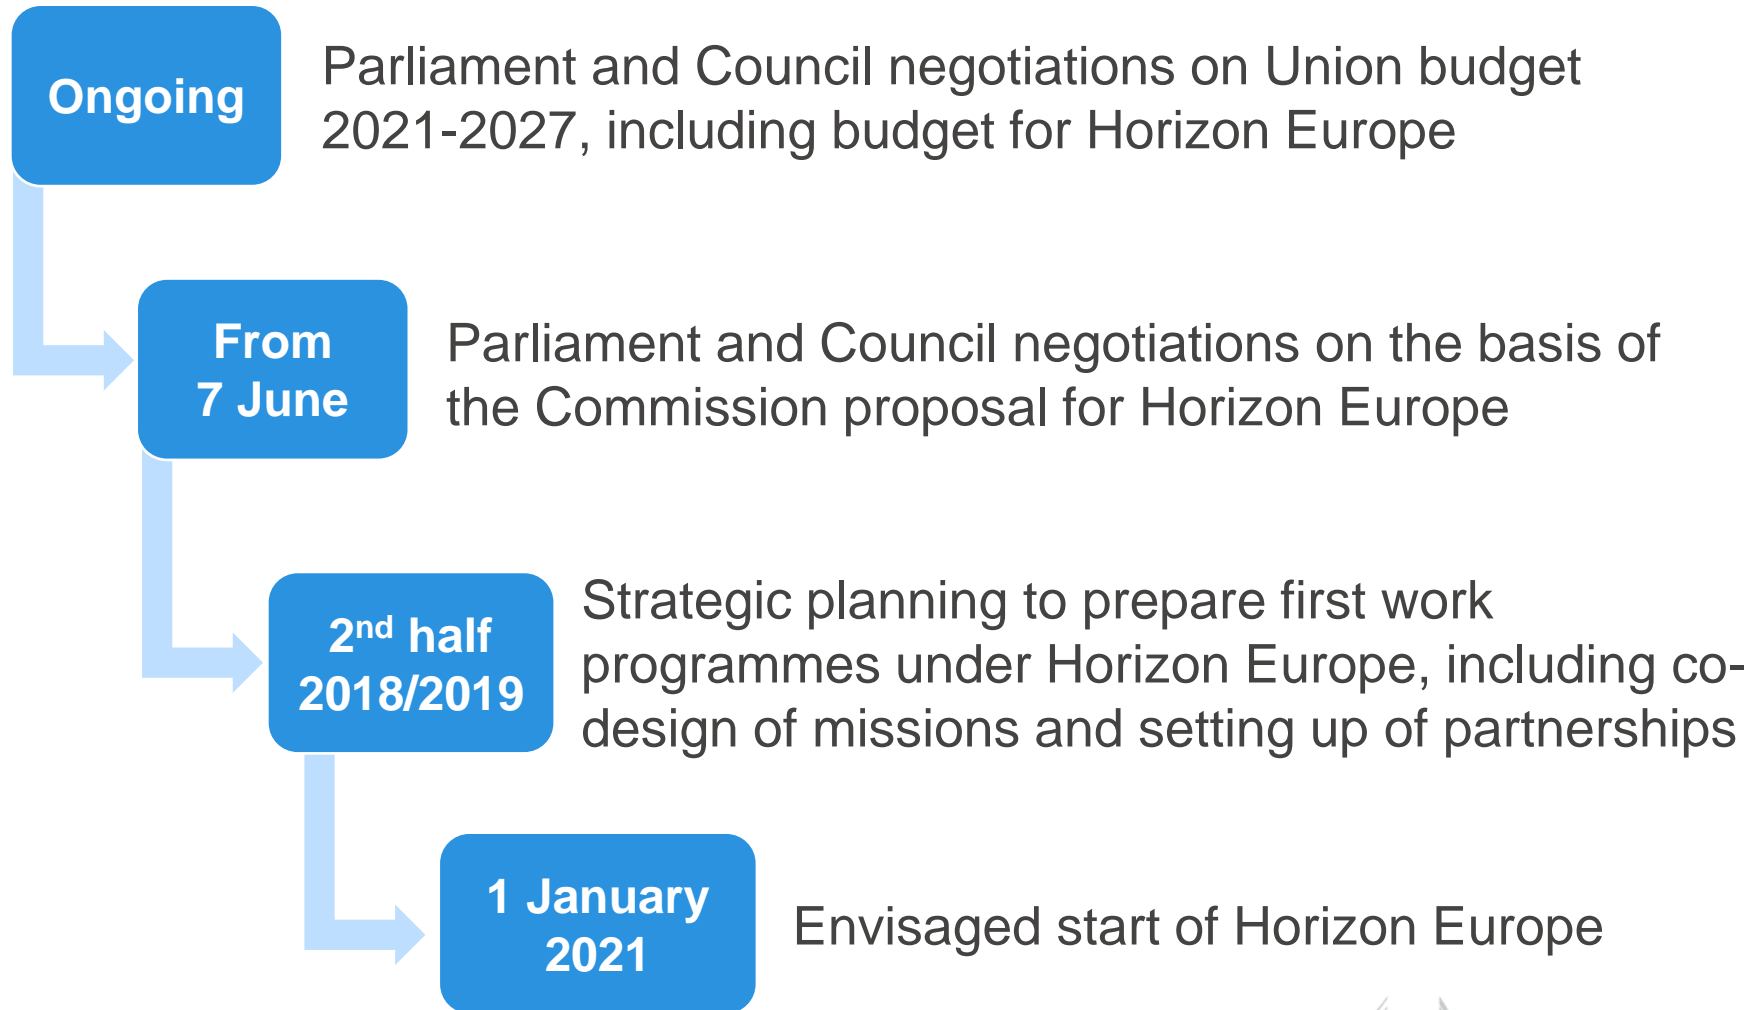 Ongoing
Parliament and Council negotiations on Union budget
2021-2027, including budget for Horizon Europe
From
7 June
Parliament and Council negotiations on the basis of
the Commission proposal for Horizon Europe
2nd half
2018/2019
Strategic planning to prepare first work
programmes under Horizon Europe, including co-
design of missions and setting up of partnerships
1 January
2021
Envisaged start of Horizon Europe